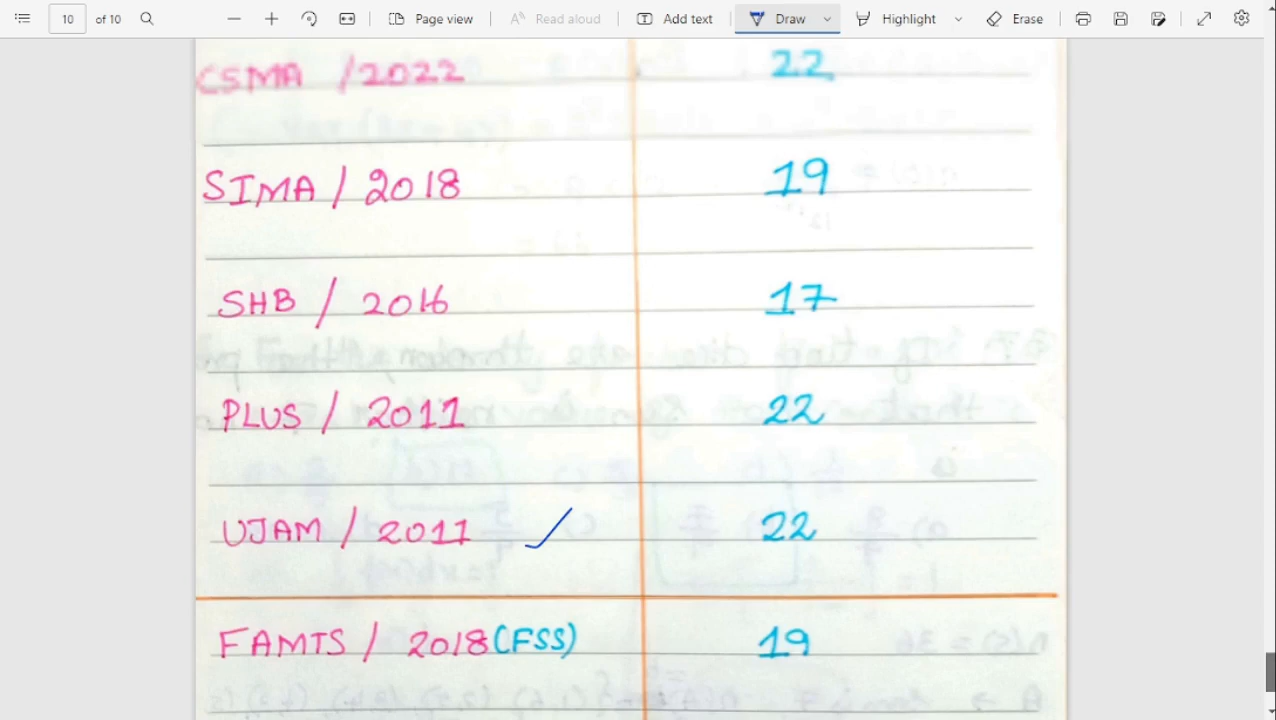 10 of 10 Page view Read aloud Add text Draw Highlight Erase
CSMA / 2022 22
SIMA / 2018 19
SHB / 2016 17
PLUS / 2011 22
UJAM / 2011 22
FAMTS / 2018 (FSS) 19